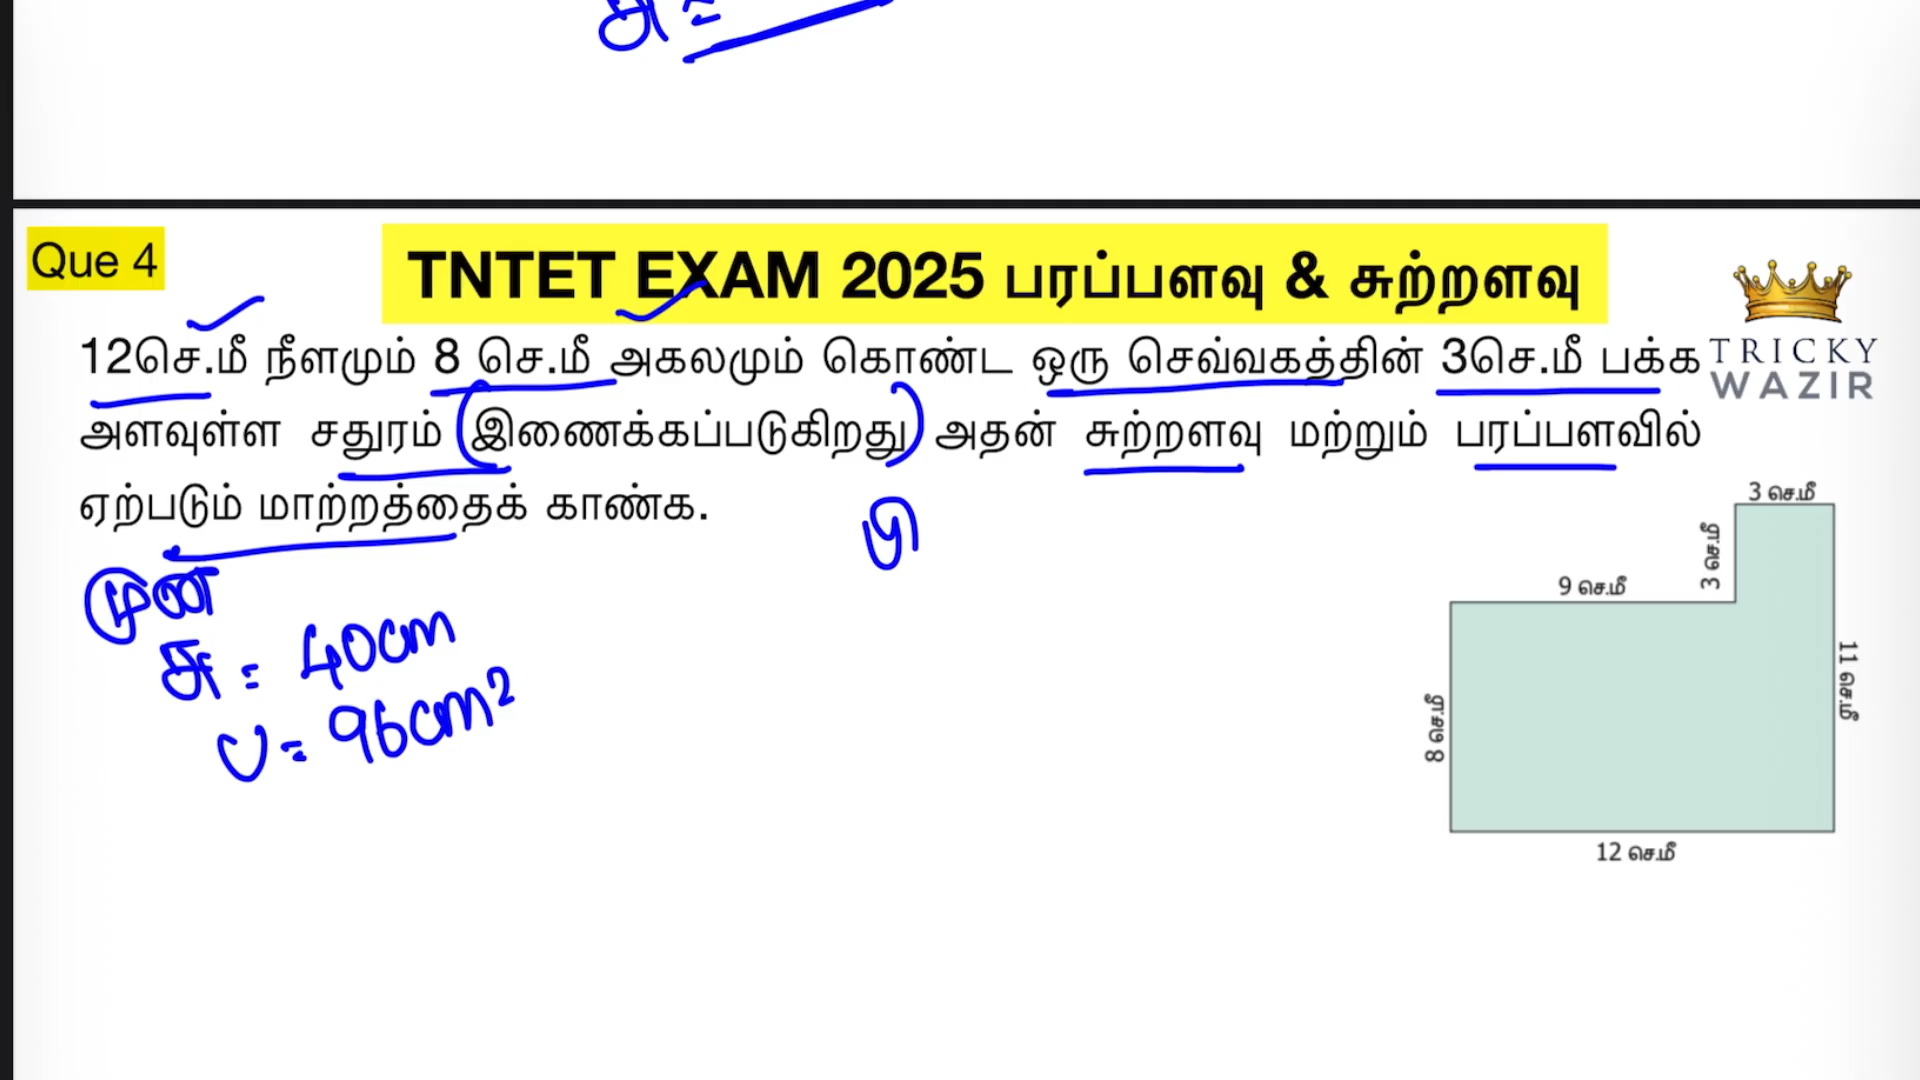 Que 4
TNTET EXAM 2025 பரப்பளவு & சுற்றளவு
TRICKY
WAZIR
12செ.மீ நீளமும் 8 செ.மீ அகலமும் கொண்ட ஒரு செவ்வகத்தின் 3செ.மீ பக்க
அளவுள்ள சதுரம் (இணைக்கப்படுகிறது) அதன் சுற்றளவு மற்றும் பரப்பளவில்
ஏற்படும் மாற்றத்தைக் காண்க.
முன்
சு = 40cm
ப = 96cm²
பி
3 செ.மீ
3 செ.மீ
9 செ.மீ
11 செ.மீ
8 செ.மீ
12 செ.மீ